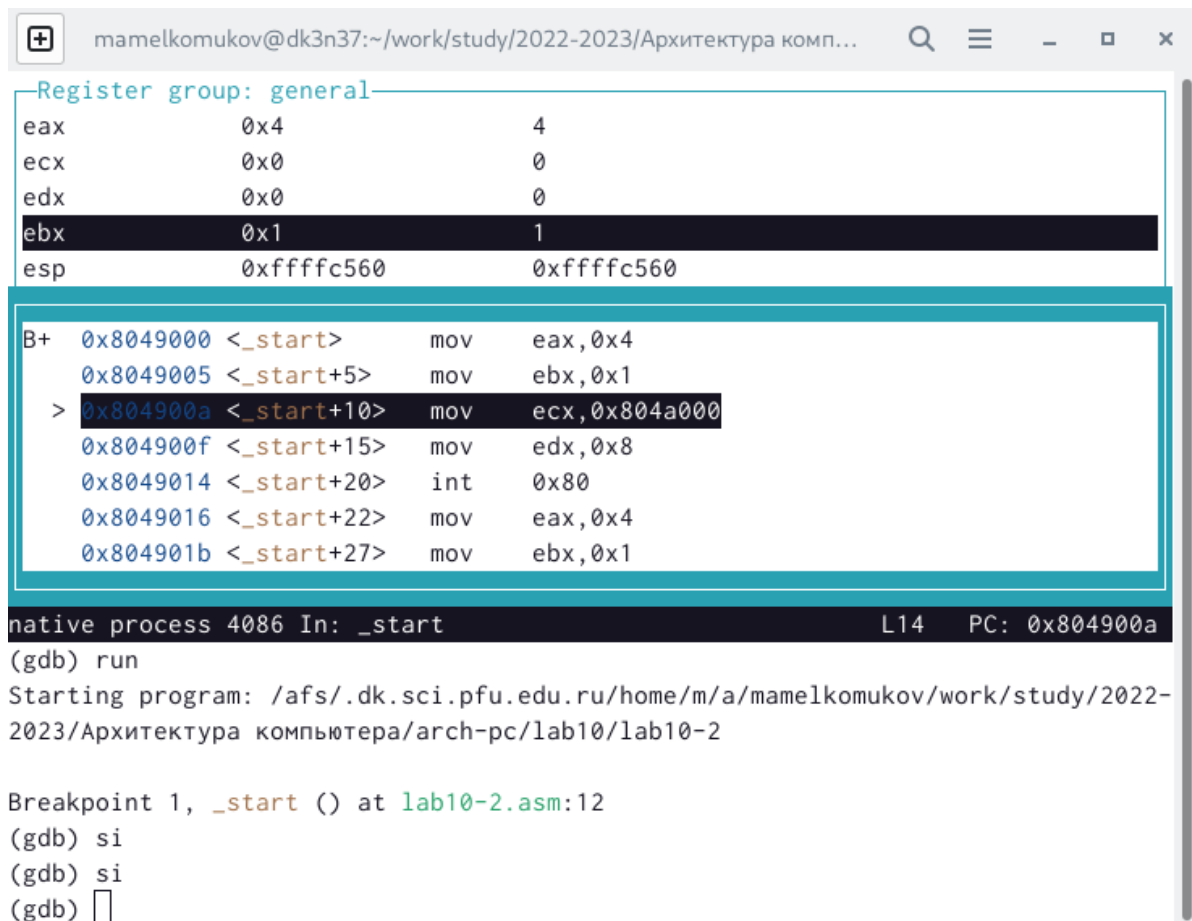 mamelkomukov@dk3n37:~/work/study/2022-2023/Архитектура комп...
Register group: general
eax 0x4 4
ecx 0x0 0
edx 0x0 0
ebx 0x1 1
esp 0xffffc560 0xffffc560
B+ 0x8049000 <_start> mov eax,0x4
0x8049005 <_start+5> mov ebx,0x1
> 0x804900a <_start+10> mov ecx,0x804a000
0x804900f <_start+15> mov edx,0x8
0x8049014 <_start+20> int 0x80
0x8049016 <_start+22> mov eax,0x4
0x804901b <_start+27> mov ebx,0x1
native process 4086 In: _start L14 PC: 0x804900a
(gdb) run
Starting program: /afs/.dk.sci.pfu.edu.ru/home/m/a/mamelkomukov/work/study/2022-
2023/Архитектура компьютера/arch-pc/lab10/lab10-2
Breakpoint 1, _start () at lab10-2.asm:12
(gdb) si
(gdb) si
(gdb)